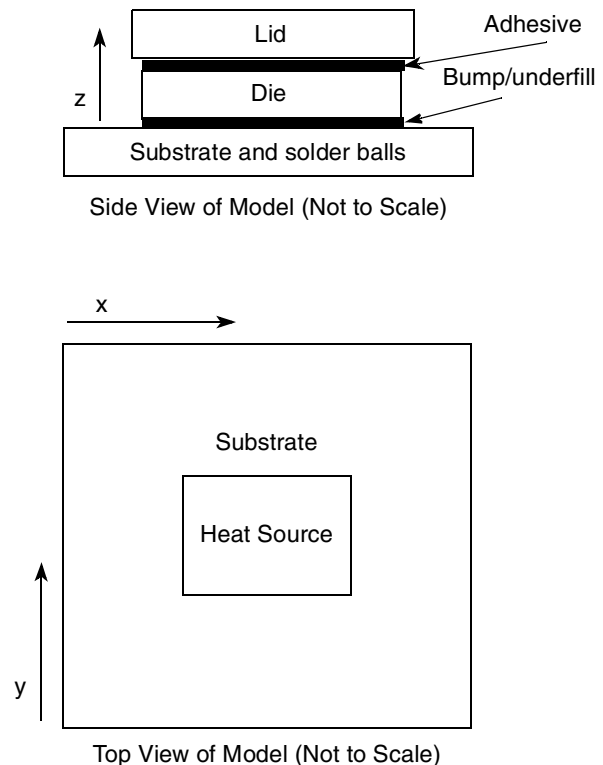 Lid
Adhesive
z
Die
Bump/underfill
Substrate and solder balls
Side View of Model (Not to Scale)
x
Substrate
Heat Source
y
Top View of Model (Not to Scale)